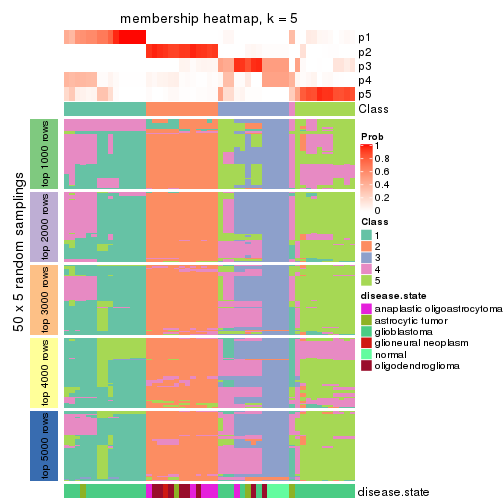 membership heatmap, k = 5
p1
p2
p3
p4
p5
Class
50 x 5 random samplings
top 1000 rows
top 2000 rows
top 3000 rows
top 4000 rows
top 5000 rows
disease.state
Prob
1
0.8
0.6
0.4
0.2
0
Class
1
2
3
4
5
disease.state
anaplastic oligoastrocytoma
astrocytic tumor
glioblastoma
glioneural neoplasm
normal
oligodendroglioma